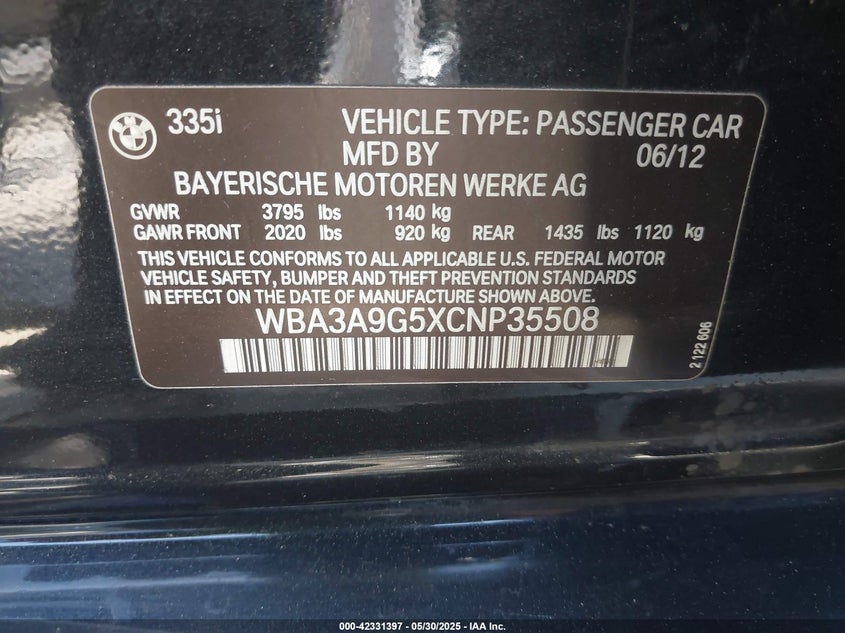 335i VEHICLE TYPE: PASSENGER CAR
MFD BY 06/12
BAYERISCHE MOTOREN WERKE AG
GVWR 3795 lbs 1140 kg
GAWR FRONT 2020 lbs 920 kg REAR 1435 lbs 1120 kg
THIS VEHICLE CONFORMS TO ALL APPLICABLE U.S. FEDERAL MOTOR
VEHICLE SAFETY, BUMPER AND THEFT PREVENTION STANDARDS
IN EFFECT ON THE DATE OF MANUFACTURE SHOWN ABOVE.
WBA3A9G5XCNP35508
2 122 606
000-42331397 — 05/30/2025 — IAA Inc.